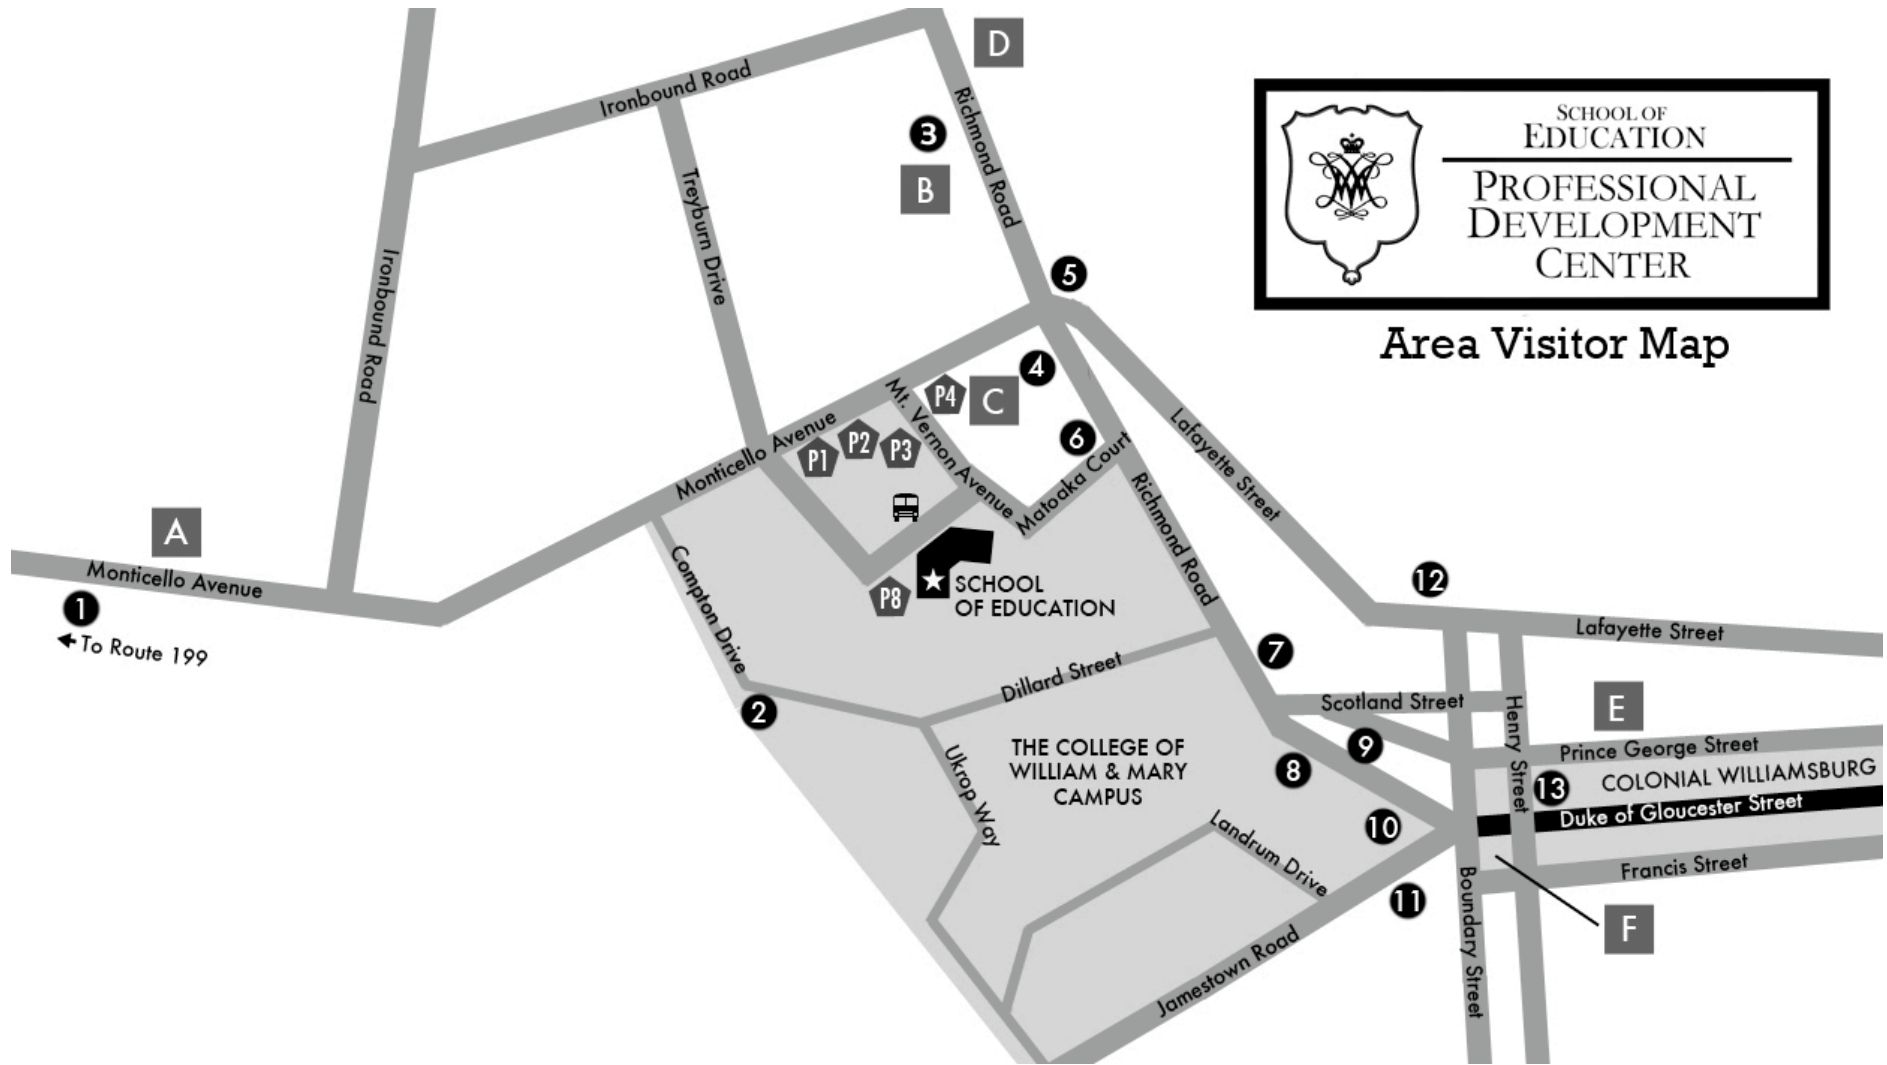 D
Ironbound Road
3
Richmond Road
B
SCHOOL OF
EDUCATION
PROFESSIONAL
DEVELOPMENT
CENTER
Area Visitor Map
Treyburn Drive
Ironbound Road
5
4
P4
C
Mt. Vernon Avenue
6
Matoaka Court
Lafayette Street
Monticello Avenue
P1
P2
P3
Richmond Road
A
Monticello Avenue
1
To Route 199
Compton Drive
P8
SCHOOL
OF EDUCATION
12
Lafayette Street
7
Dillard Street
2
Scotland Street
Henry Street
E
Prince George Street
9
8
THE COLLEGE OF
WILLIAM & MARY
CAMPUS
Ukrop Way
13
COLONIAL WILLIAMSBURG
Duke of Gloucester Street
10
Landrum Drive
Francis Street
11
Boundary Street
F
Jamestown Road